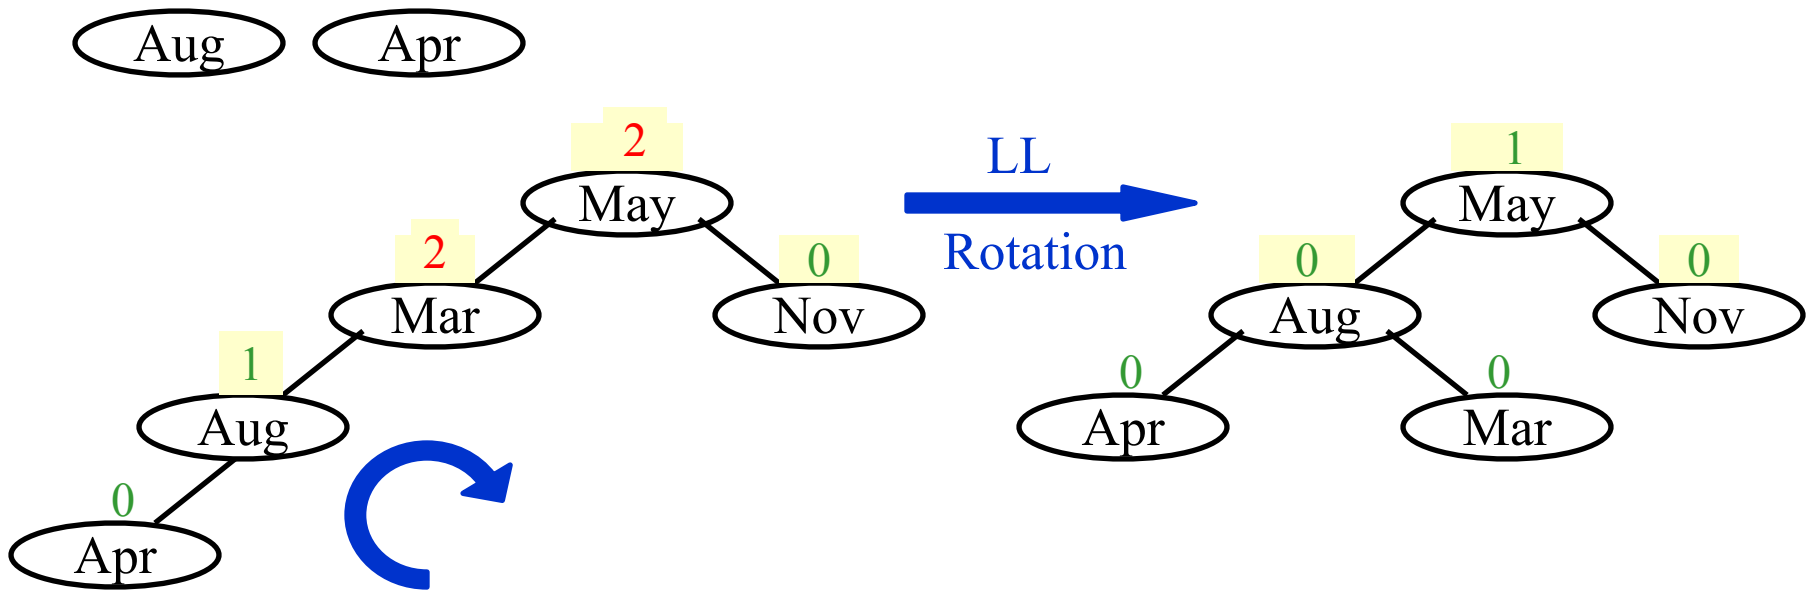 Aug Apr
2 LL 1
May May
2 0 Rotation 0 0
Mar Nov Aug Nov
1 0 0
Aug Apr Mar
0
Apr